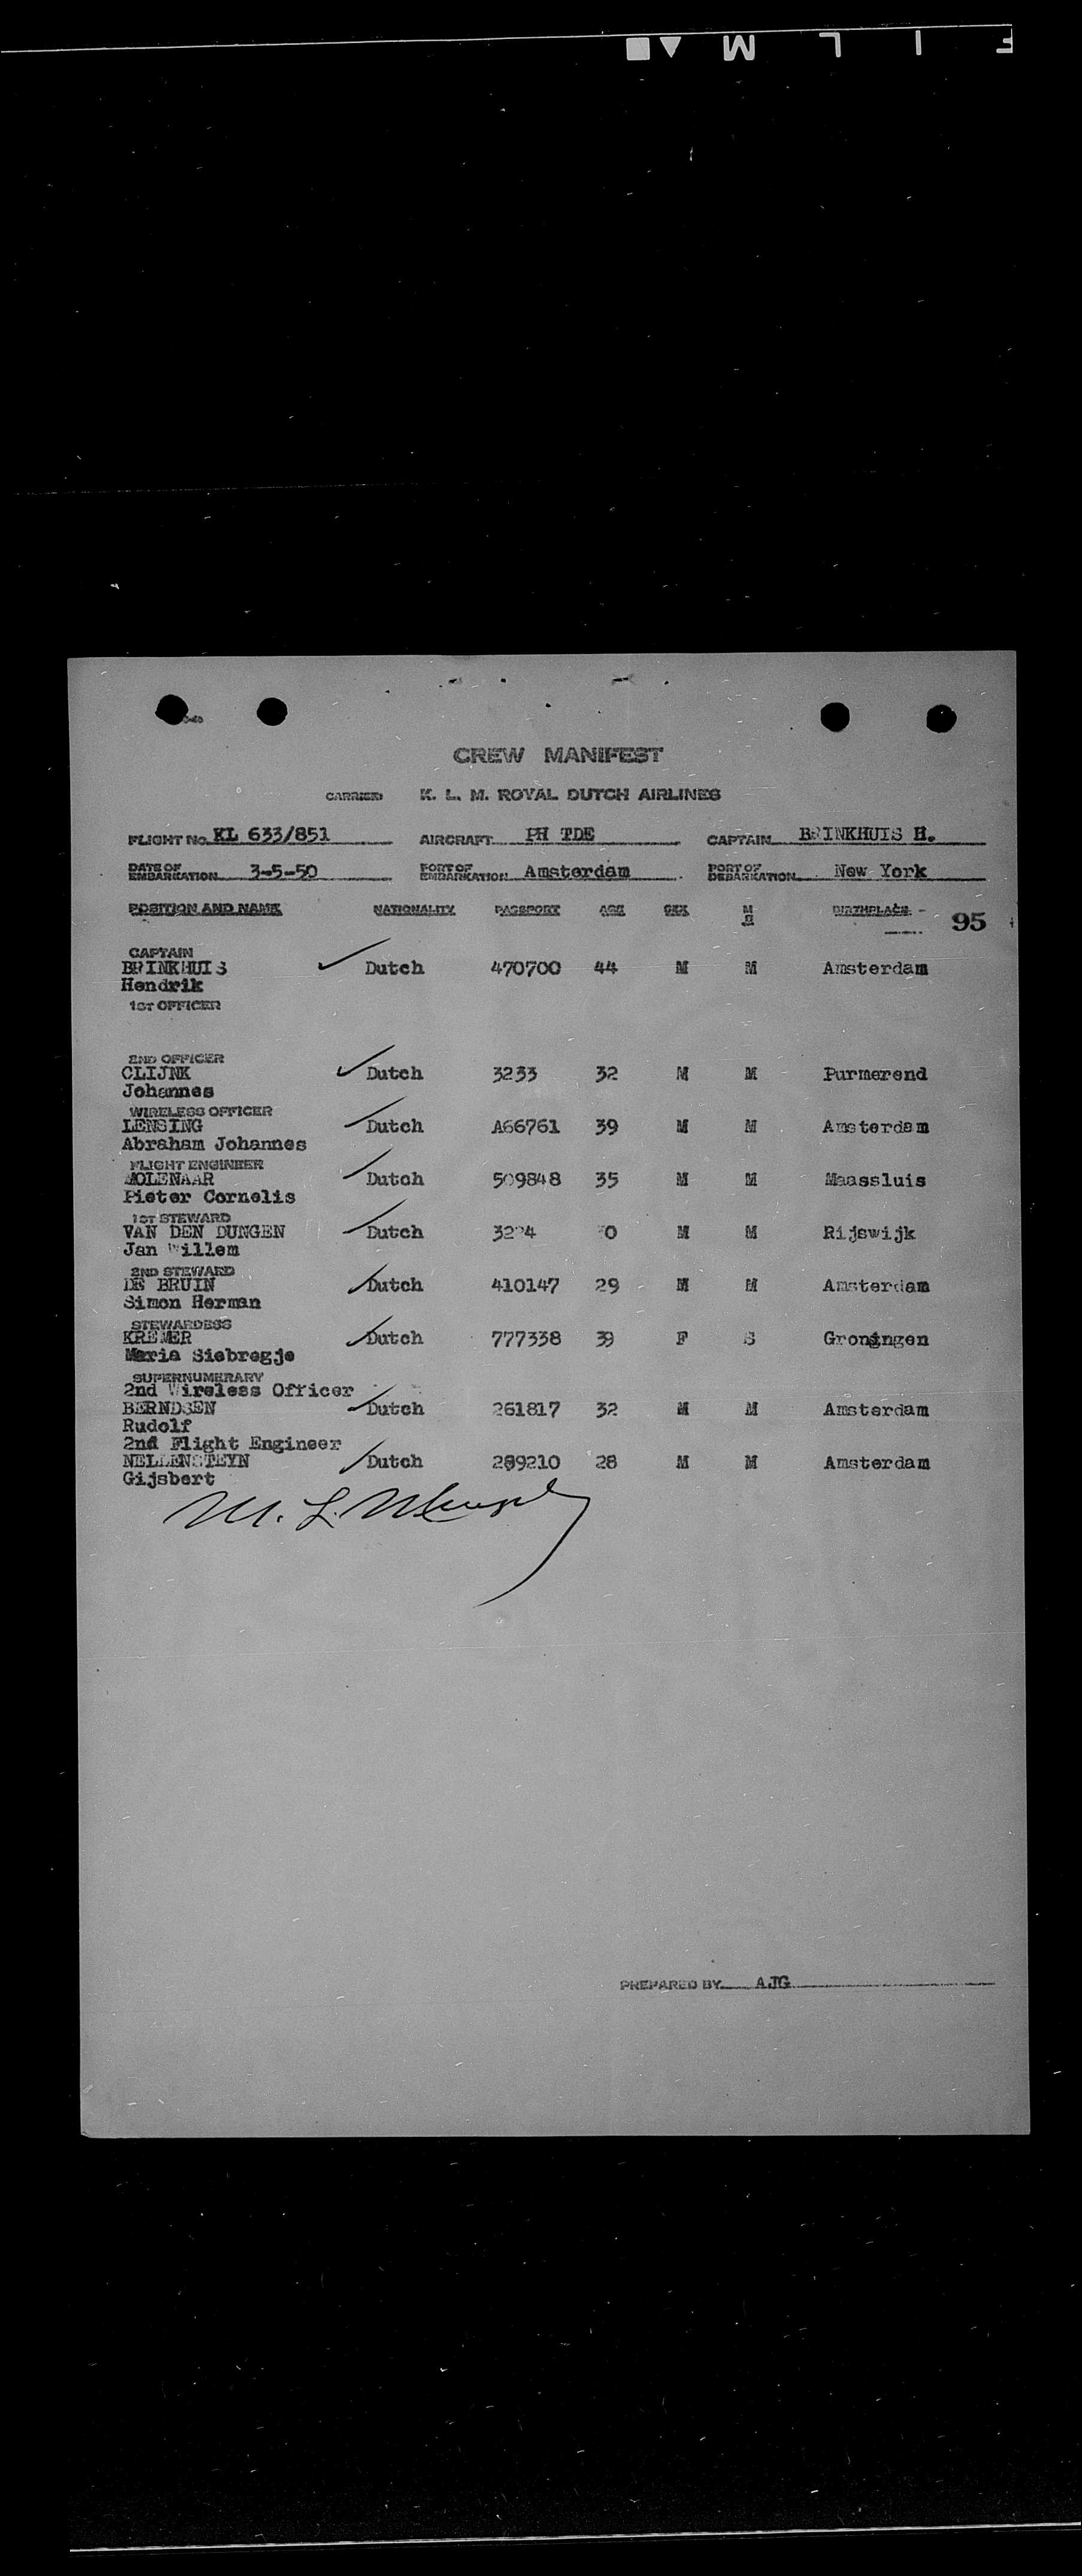 FILM
CREW MANIFEST
CARRIER K. L. M. ROYAL DUTCH AIRLINES
FLIGHT No. KL 633/851 AIRCRAFT PH TDE CAPTAIN BRINKHUIS H.
DATE OF EMBARKATION 3-5-50 PORT OF EMBARKATION Amsterdam PORT OF DEBARKATION New York
POSITION AND NAME NATIONALITY PASSPORT AGE SEX M S BIRTHPLACE
95
CAPTAIN
BRINKHUIS Dutch 470700 44 M M Amsterdam
Hendrik
1ST OFFICER
2ND OFFICER
CLIJNK Dutch 3233 32 M M Purmerend
Johannes
WIRELESS OFFICER
LENSING Dutch A66761 39 M M Amsterdam
Abraham Johannes
FLIGHT ENGINEER
MOLENAAR Dutch 509848 35 M M Maassluis
Pieter Cornelis
1ST STEWARD
VAN DEN DUNGEN Dutch M M Rijswijk
Jan Willem
2ND STEWARD
DE BRUIN Dutch 410147 29 M M Amsterdam
Simon Herman
STEWARDESS
KREMER Dutch 777338 39 F S Groningen
Maria Siebregje
SUPERNUMERARY
2nd Wireless Officer
BERNDSEN Dutch 261817 32 M M Amsterdam
Rudolf
2nd Flight Engineer
NELLENSTEYN Dutch 289210 28 M M Amsterdam
Gijsbert
M. L.
PREPARED BY AJG